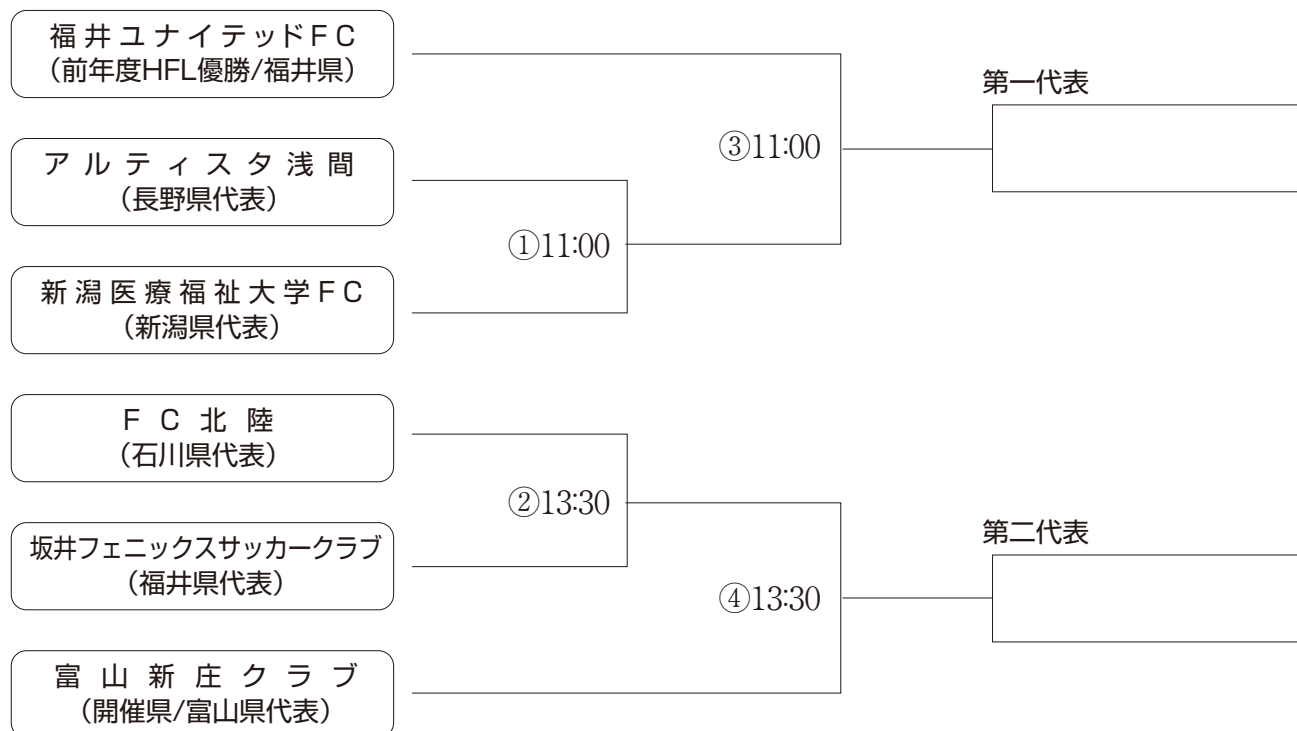 福井ユナイテッドFC
（前年度HFL優勝/福井県）
第一代表
③11:00
アルティスタ浅間
（長野県代表）
①11:00
新潟医療福祉大学FC
（新潟県代表）
FC北陸
（石川県代表）
②13:30
坂井フェニックスサッカークラブ
（福井県代表）
第二代表
④13:30
富山新庄クラブ
（開催県/富山県代表）